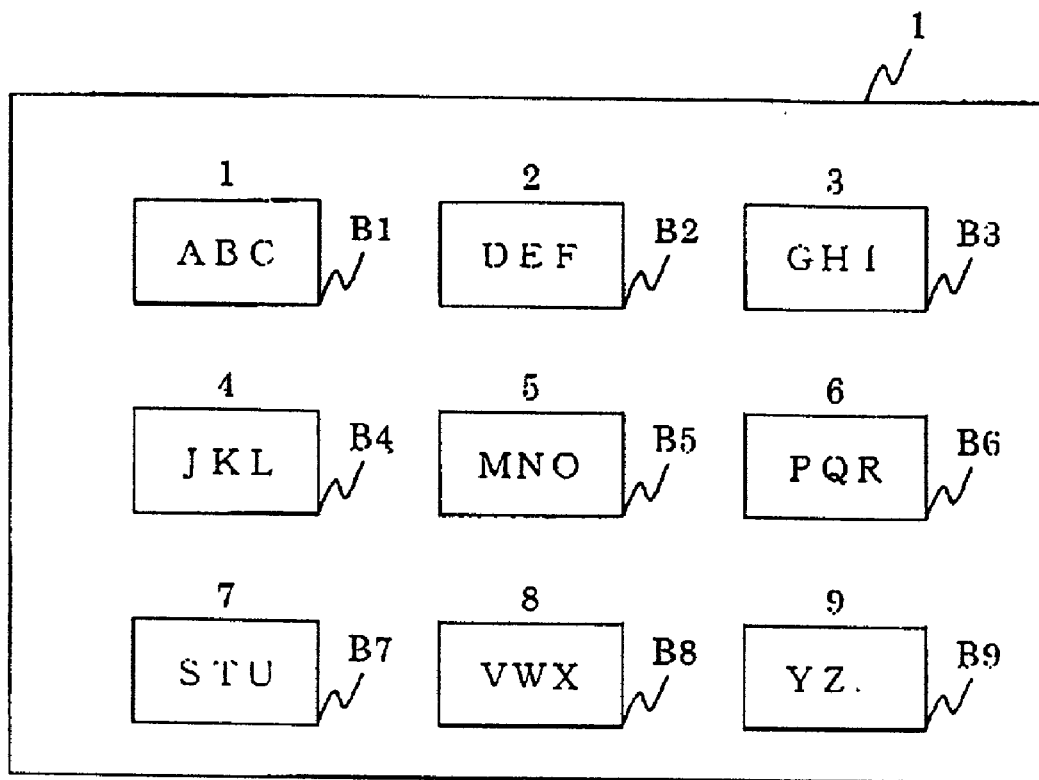 1
1 2 3
ABC B1 DEF B2 GHI B3
4 5 6
JKL B4 MNO B5 PQR B6
7 8 9
STU B7 VWX B8 YZ. B9